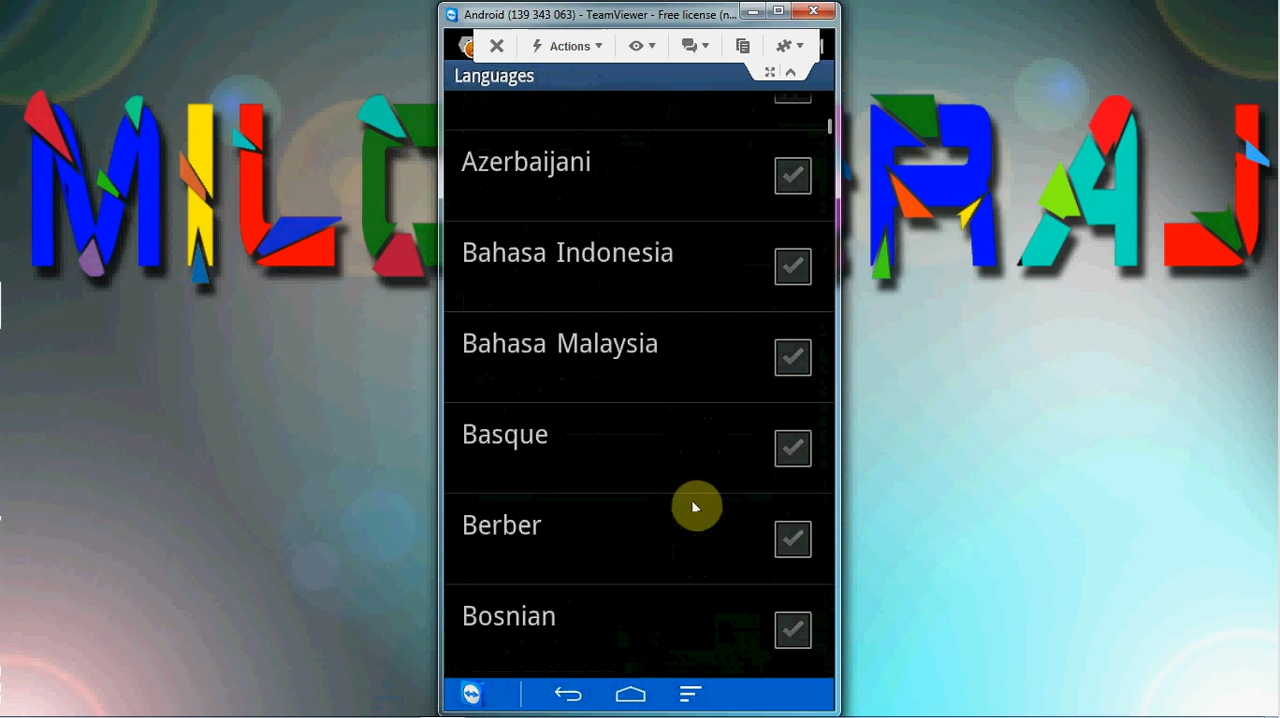 Android (139 343 063) - TeamViewer - Free license (n...
Actions
Languages
Azerbaijani
Bahasa Indonesia
Bahasa Malaysia
Basque
Berber
Bosnian